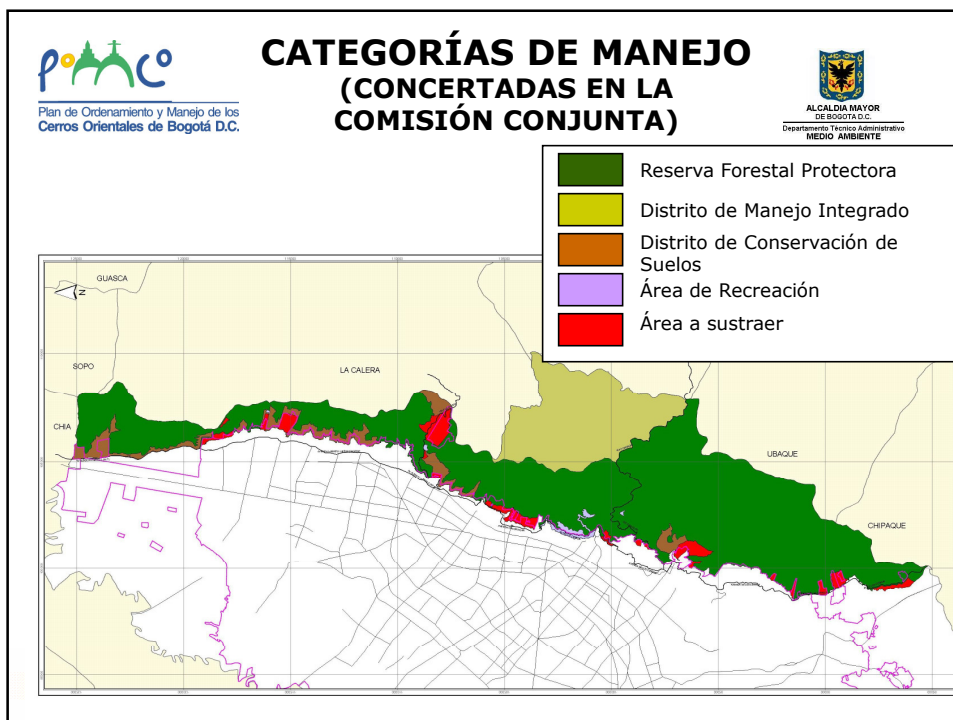 POMCO
Plan de Ordenamiento y Manejo de los
Cerros Orientales de Bogotá D.C.
CATEGORÍAS DE MANEJO
(CONCERTADAS EN LA
COMISIÓN CONJUNTA)
ALCALDIA MAYOR
DE BOGOTA D.C.
Departamento Técnico Administrativo
MEDIO AMBIENTE
Reserva Forestal Protectora
Distrito de Manejo Integrado
Distrito de Conservación de
Suelos
Área de Recreación
Área a sustraer
GUASCA
N
SOPO
LA CALERA
CHIA
UBAQUE
CHIPAQUE